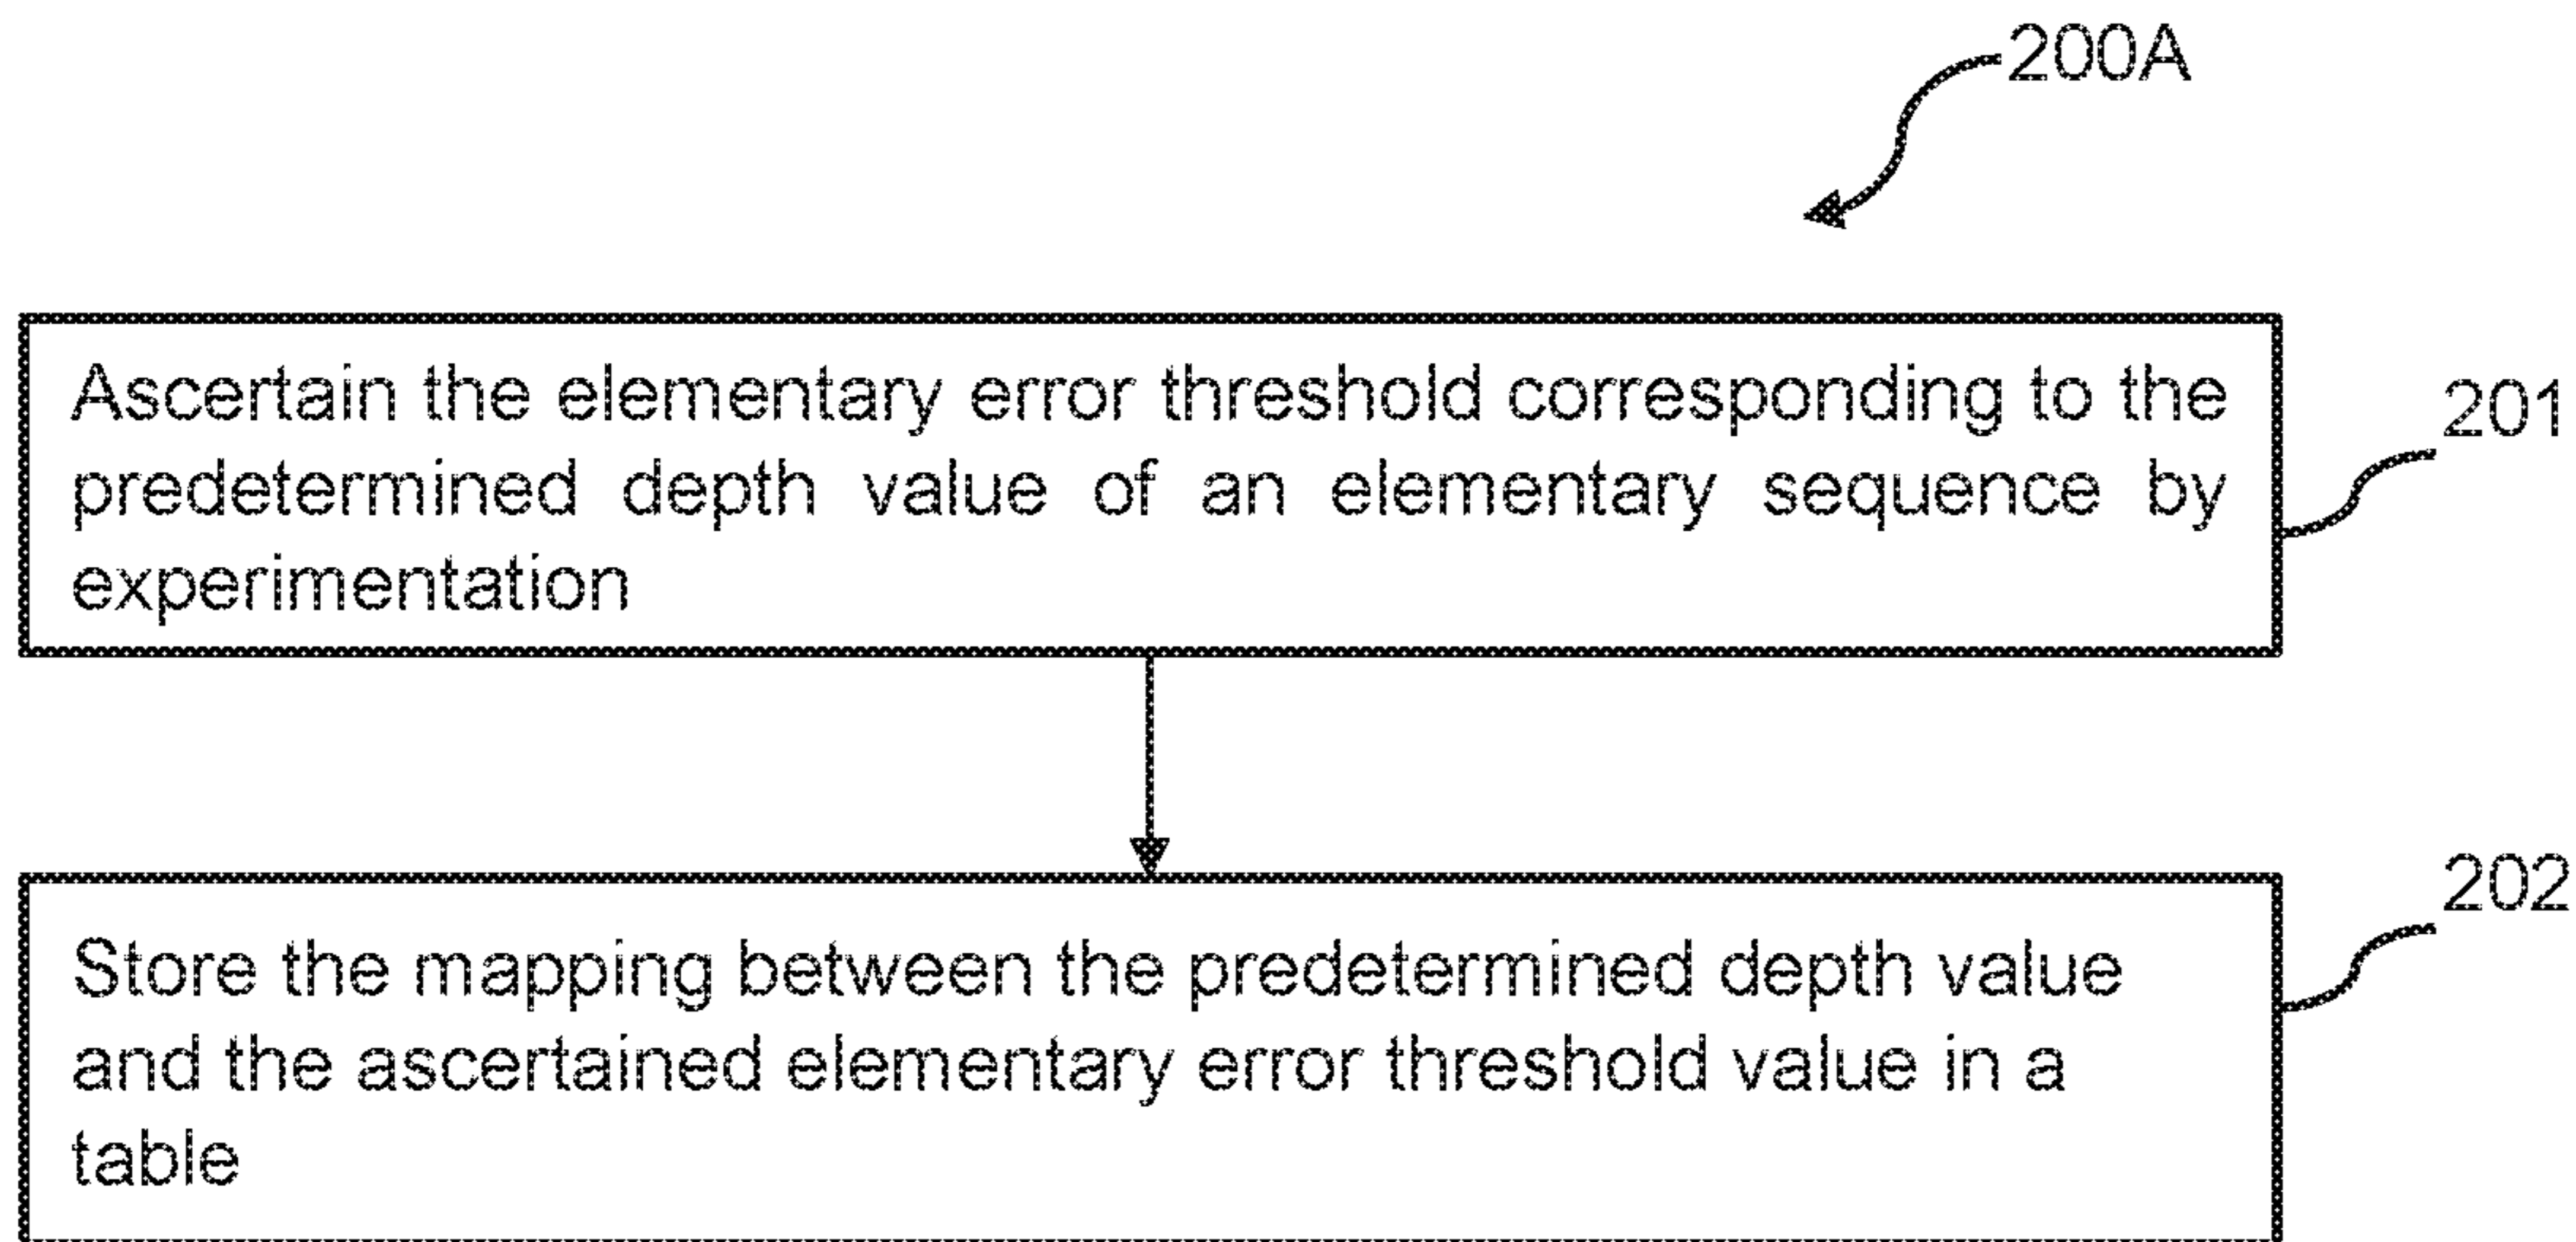 200A
Ascertain the elementary error threshold corresponding to the
predetermined depth value of an elementary sequence by
experimentation
201
Store the mapping between the predetermined depth value
and the ascertained elementary error threshold value in a
table
202